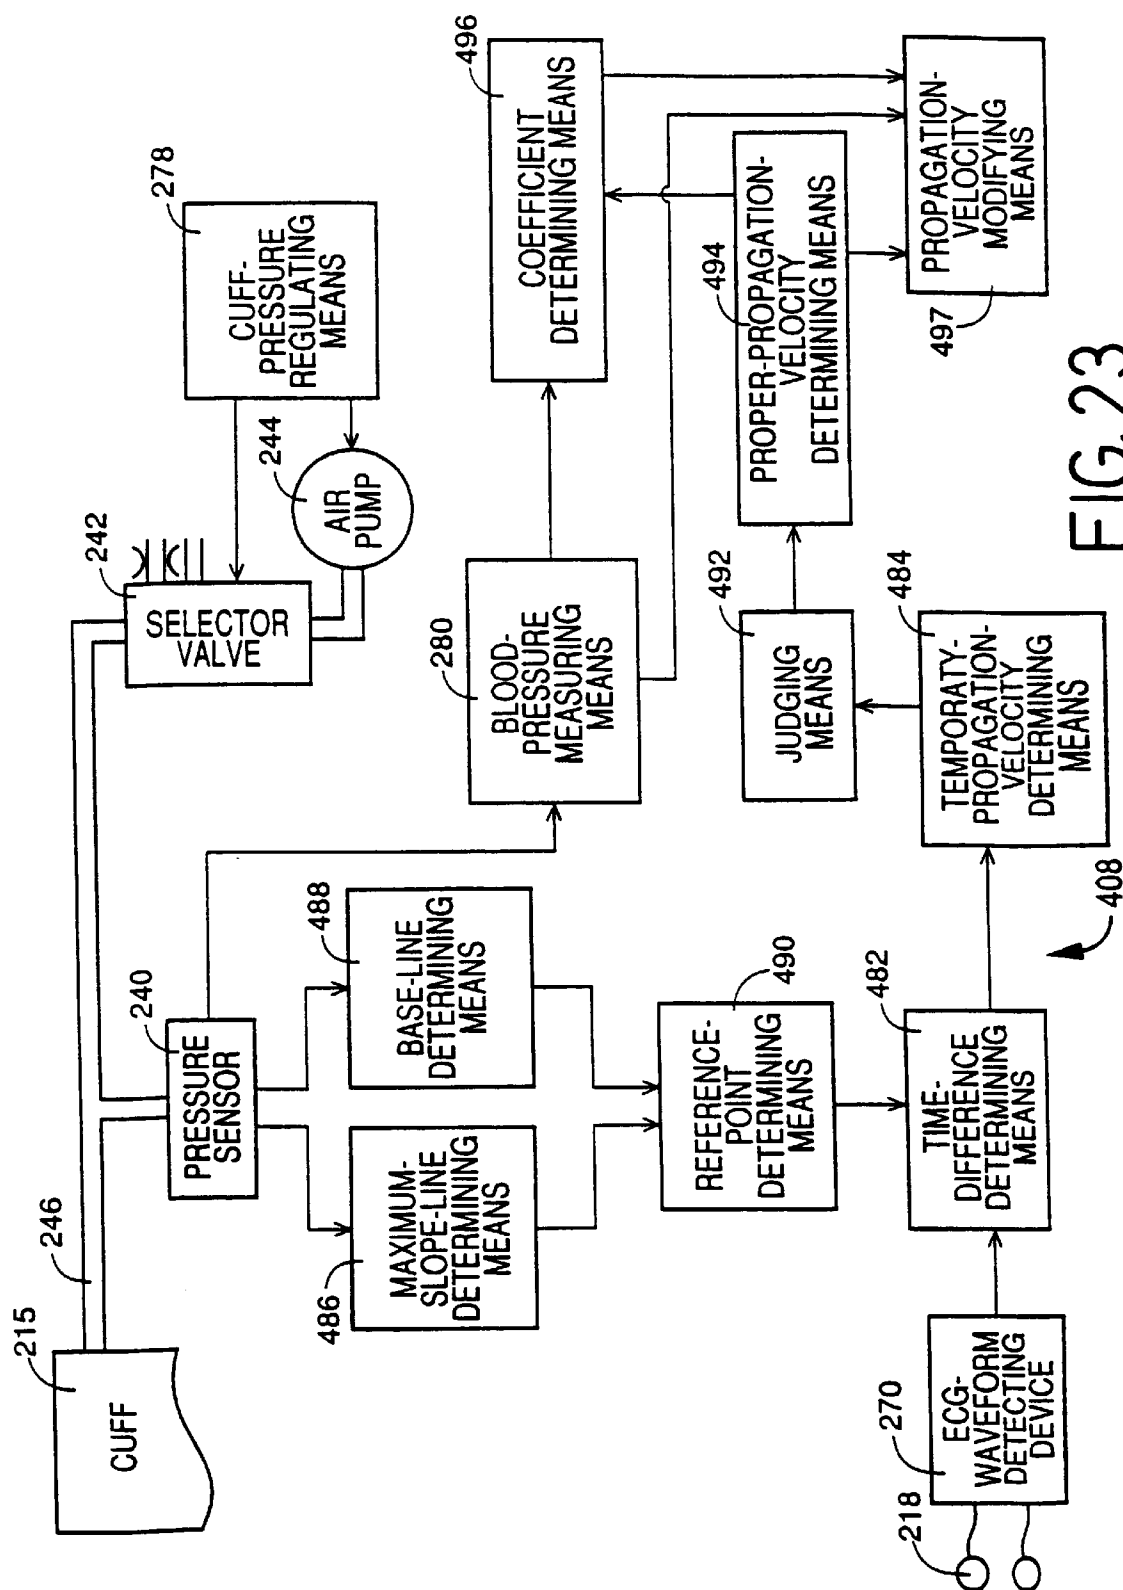 215
CUFF
246
240
PRESSURE
SENSOR
242
SELECTOR
VALVE
244
AIR
PUMP
278
CUFF-
PRESSURE
REGULATING
MEANS
486
MAXIMUM-
SLOPE-LINE
DETERMINING
MEANS
488
BASE-LINE
DETERMINING
MEANS
280
BLOOD-
PRESSURE
MEASURING
MEANS
496
COEFFICIENT
DETERMINING MEANS
490
REFERENCE-
POINT
DETERMINING
MEANS
492
JUDGING
MEANS
494
PROPER-PROPAGATION-
VELOCITY
DETERMINING MEANS
218
270
ECG-
WAVEFORM
DETECTING
DEVICE
482
TIME-
DIFFERENCE
DETERMINING
MEANS
484
TEMPORATY-
PROPAGATION-
VELOCITY
DETERMINING
MEANS
497
PROPAGATION-
VELOCITY
MODIFYING
MEANS
408
FIG. 23